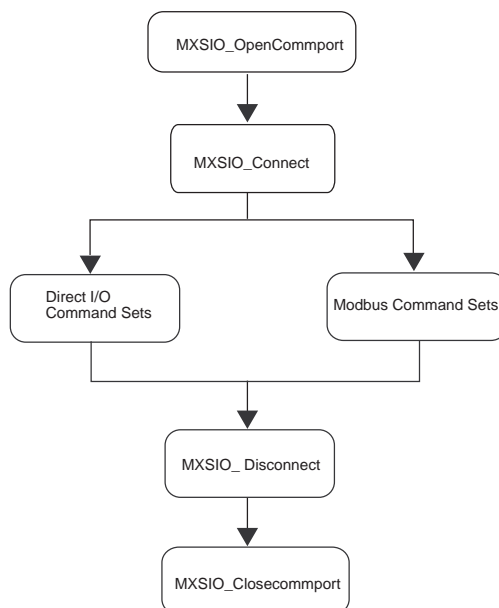 MXSIO_OpenCommport
MXSIO_Connect
Direct I/O
Command Sets
Modbus Command Sets
MXSIO_ Disconnect
MXSIO_Closecommport